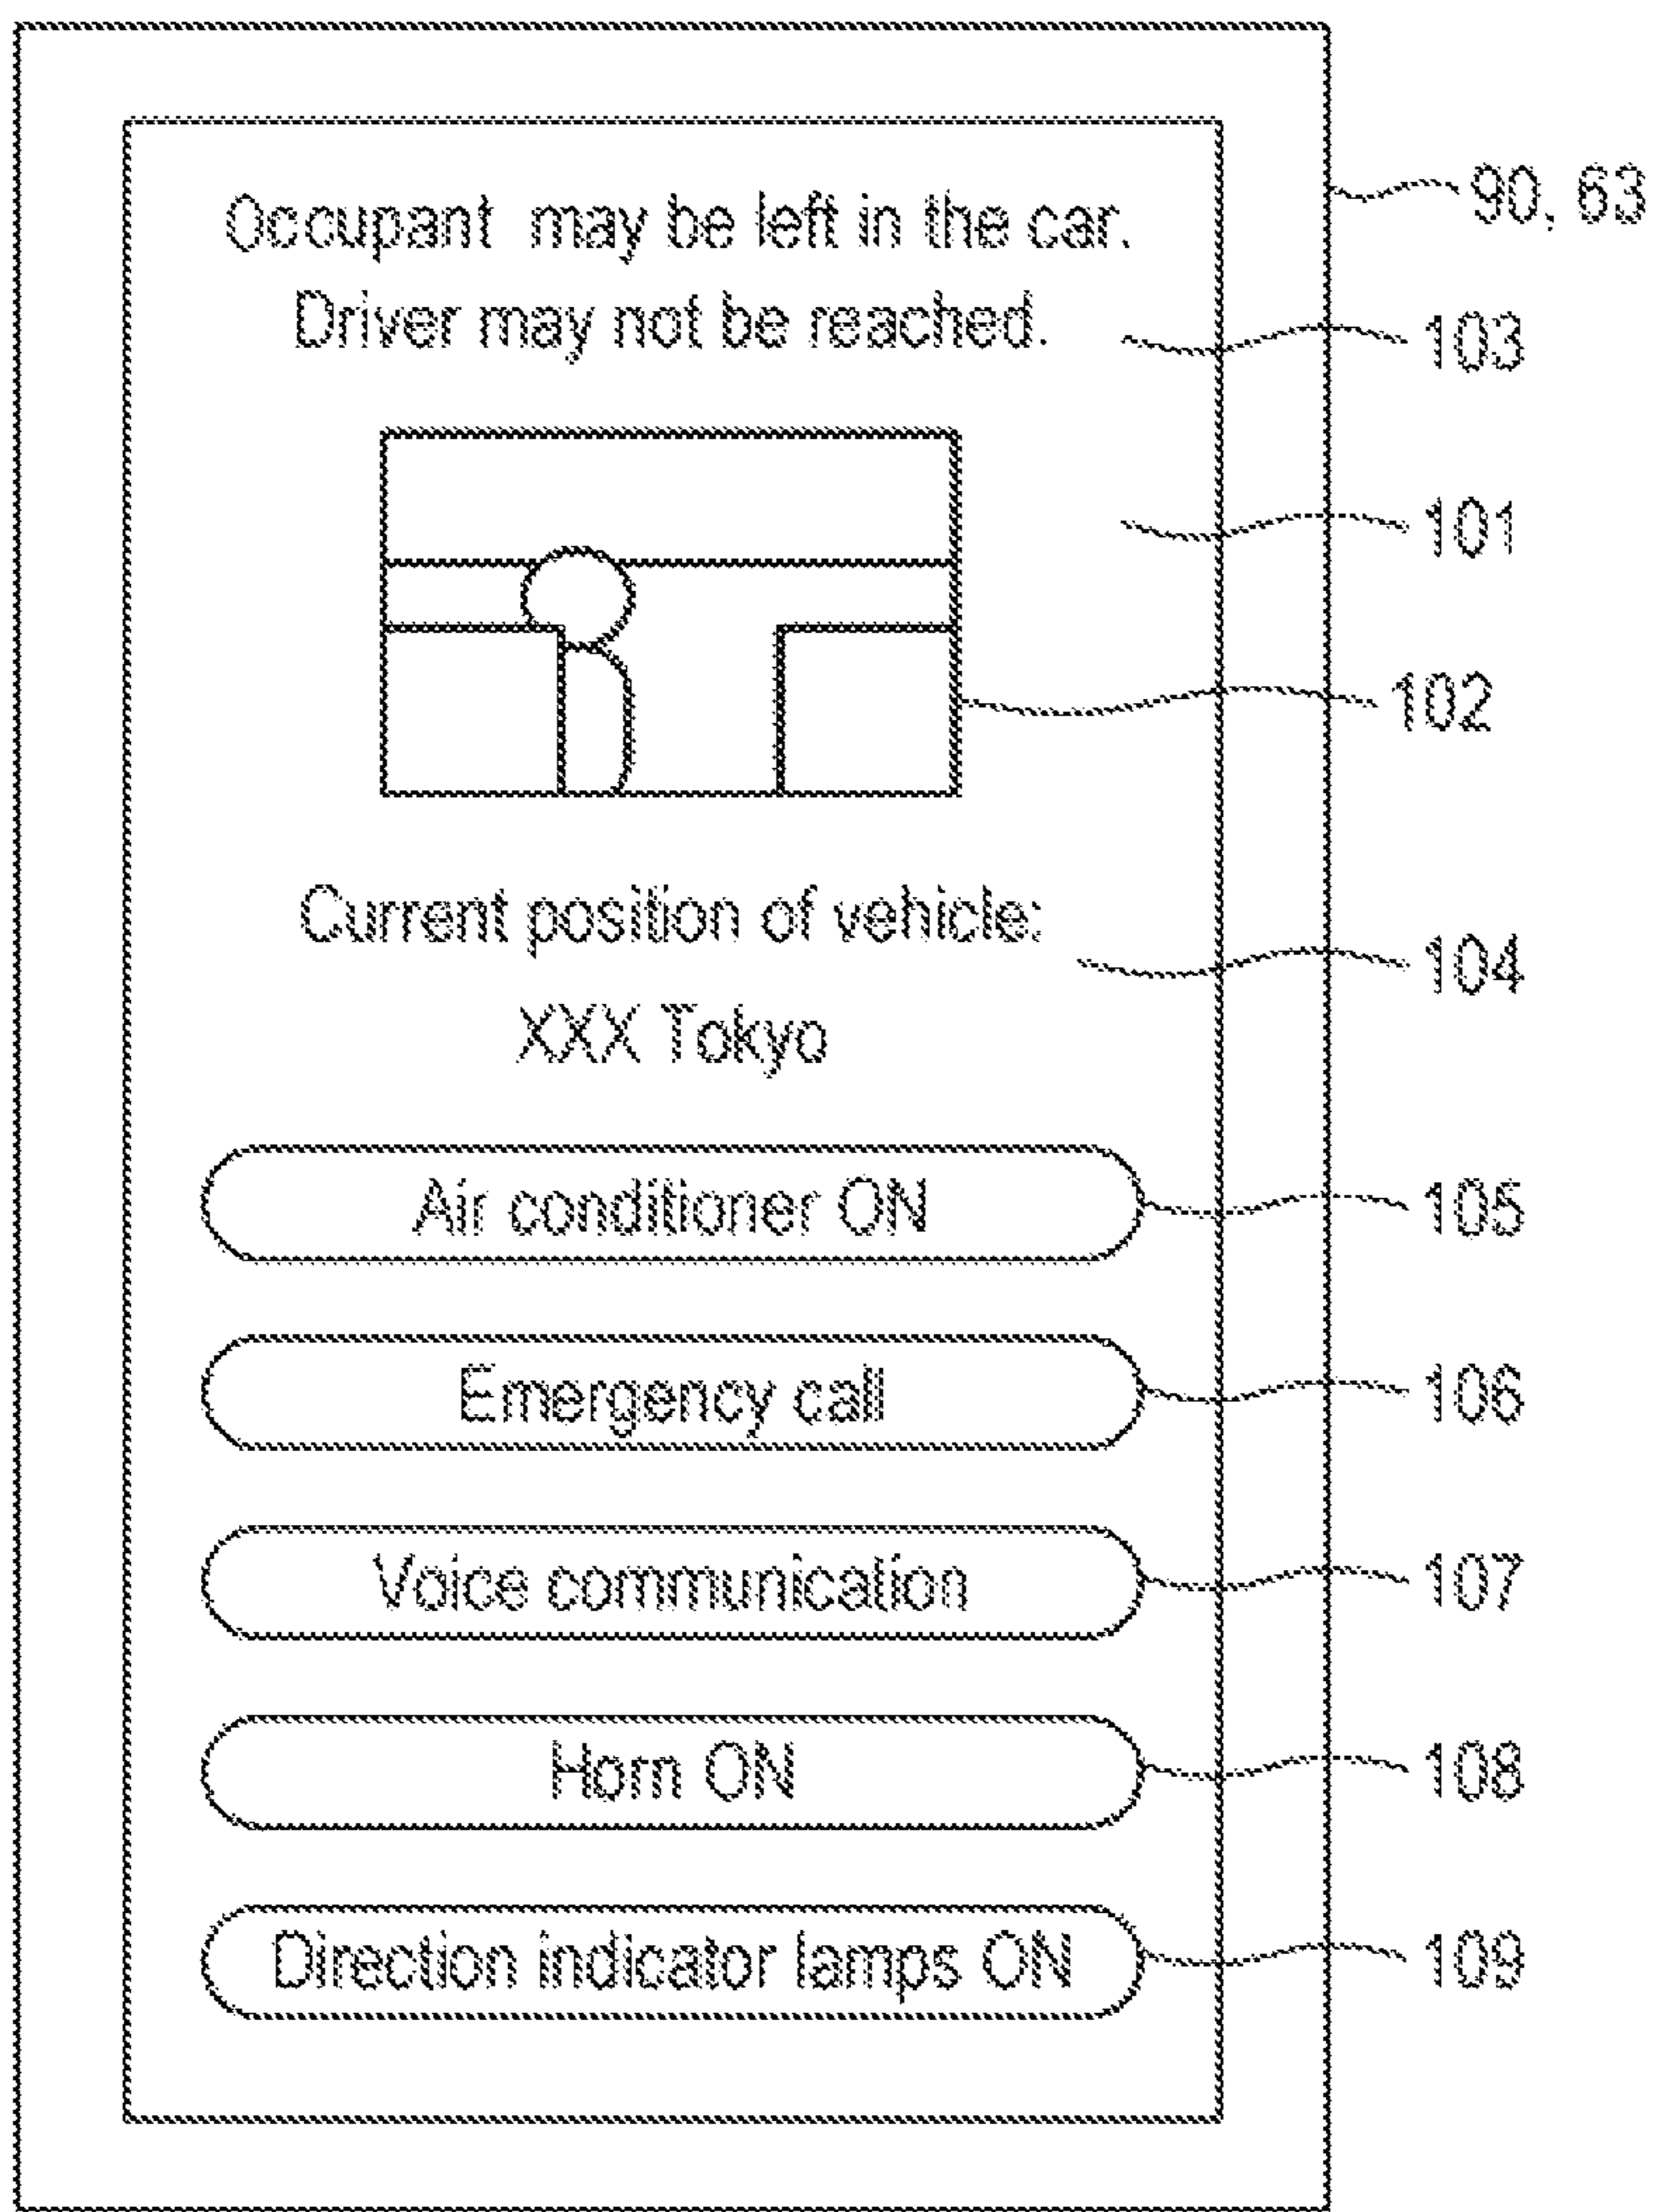 Occupant may be left in the car.
Driver may not be reached.
90, 63
103
101
102
Current position of vehicle:
XXX Tokyo
104
Air conditioner ON
105
Emergency call
106
Voice communication
107
Horn ON
108
Direction indicator lamps ON
109